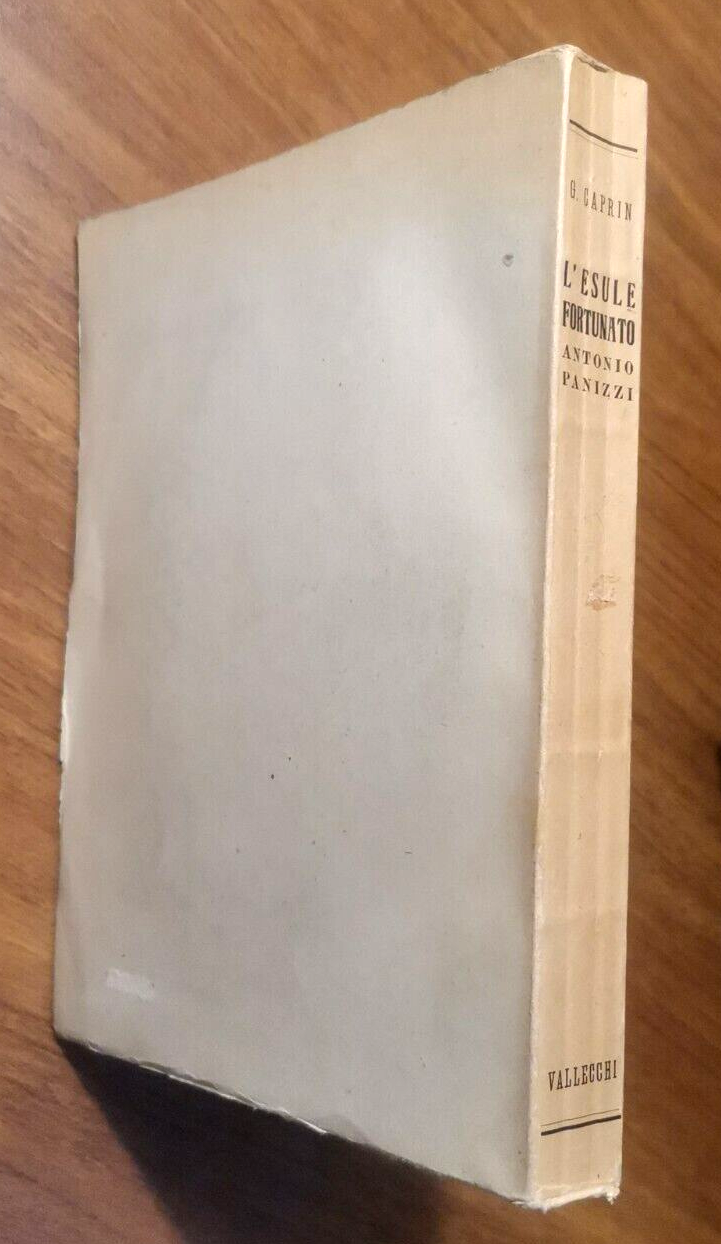 G. CAPRIN
L'ESULE
FORTUNATO
ANTONIO
PANIZZI
VALLECCHI